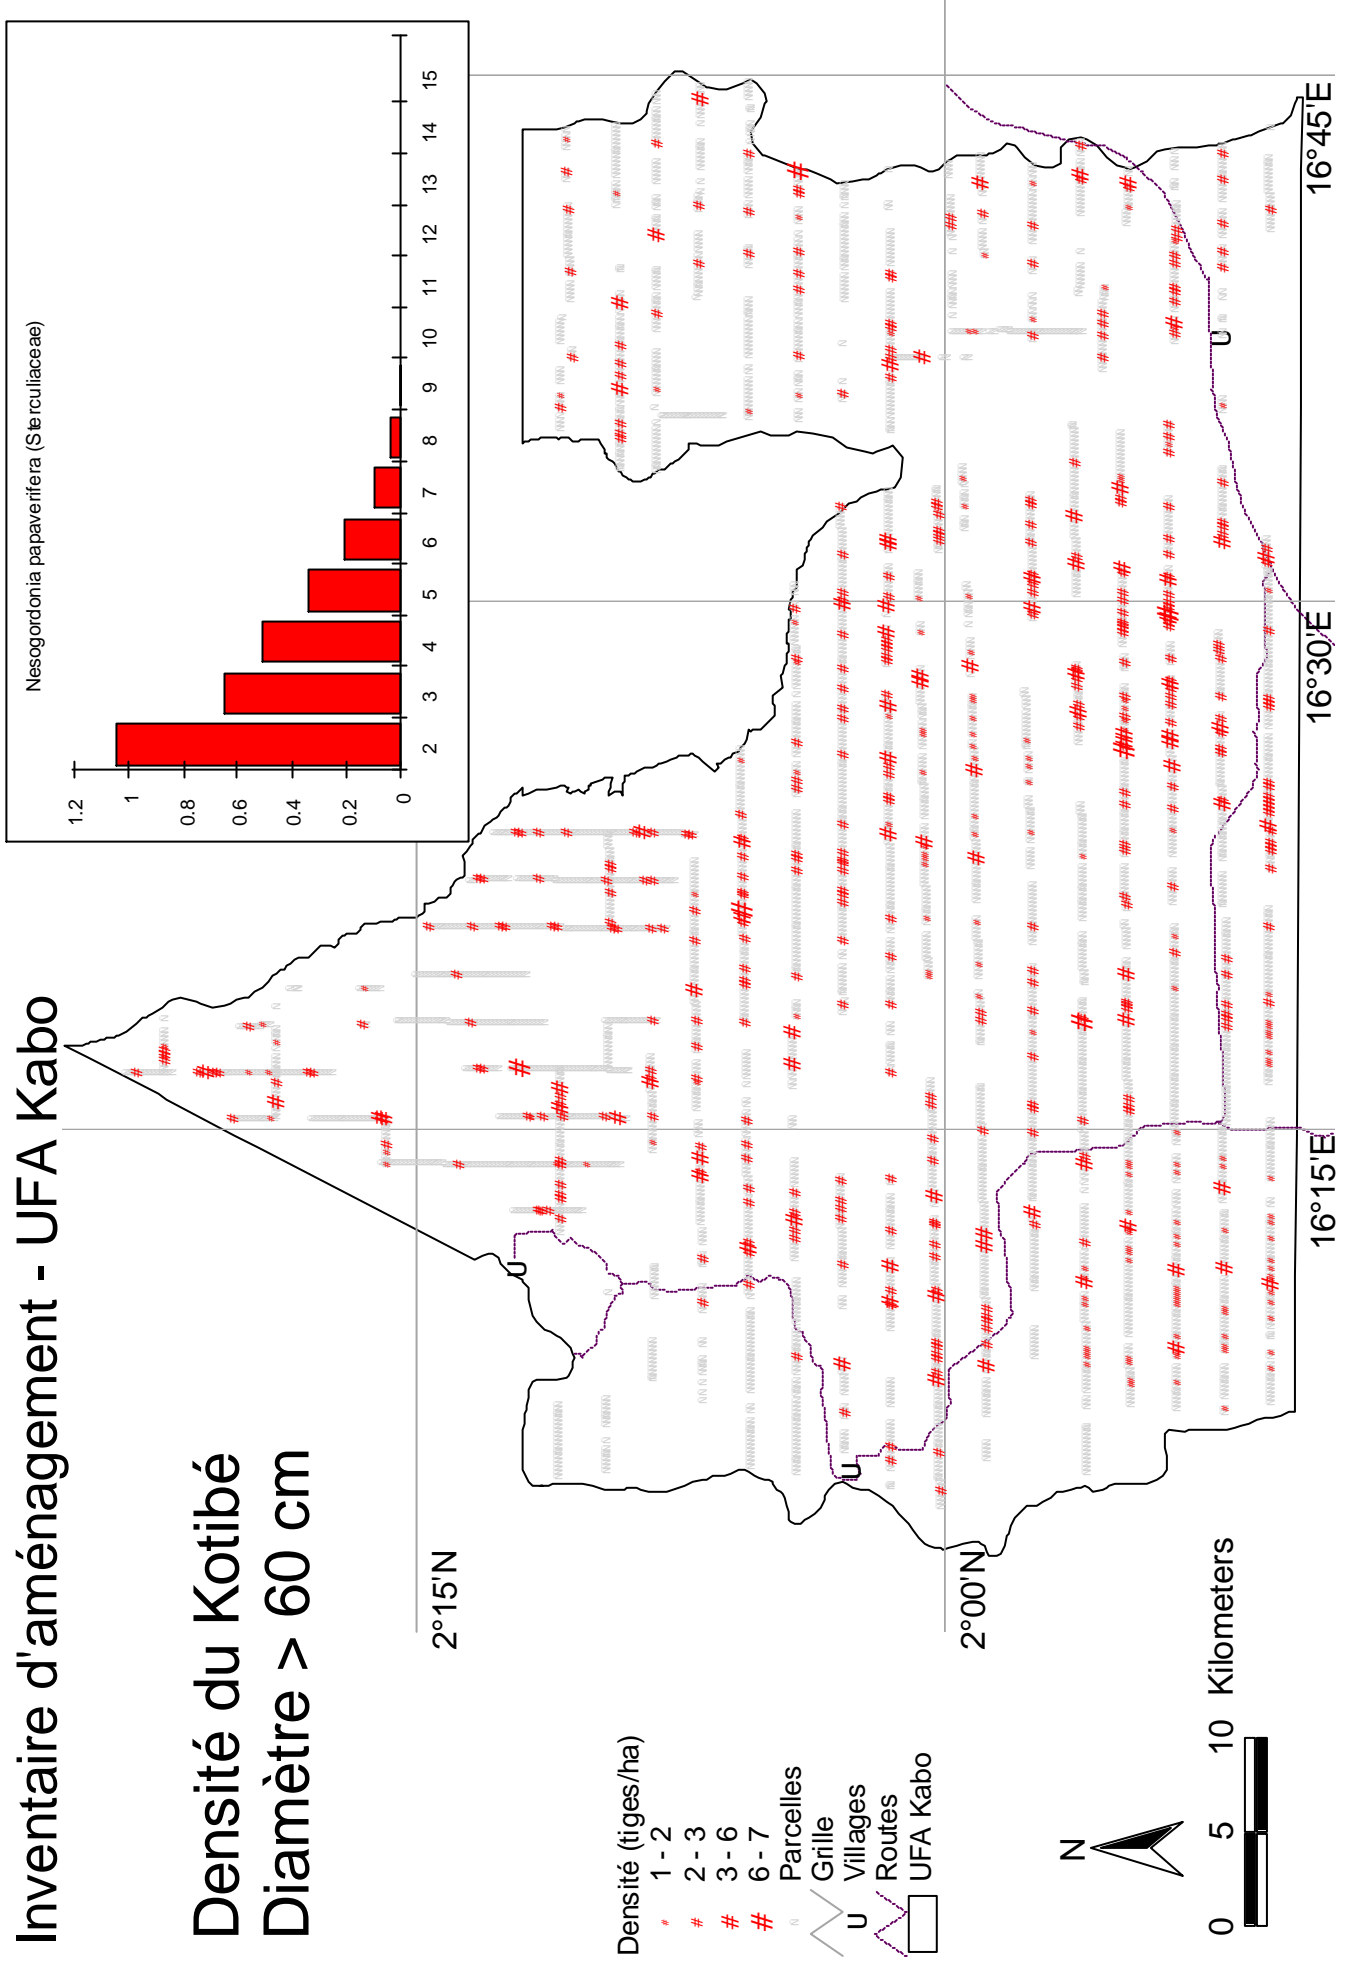 Inventaire d'aménagement - UFA Kabo
Densité du Kotibé
Diamètre > 60 cm
Nesogordonia papaverifera (Sterculiaceae)
1.2
1
0.8
0.6
0.4
0.2
0
2 3 4 5 6 7 8 9 10 11 12 13 14 15
2°15'N
2°00'N
16°15'E
16°30'E
16°45'E
U
U
U
Densité (tiges/ha)
1 - 2
2 - 3
3 - 6
6 - 7
Parcelles
Grille
U Villages
Routes
UFA Kabo
N
0 5 10 Kilometers